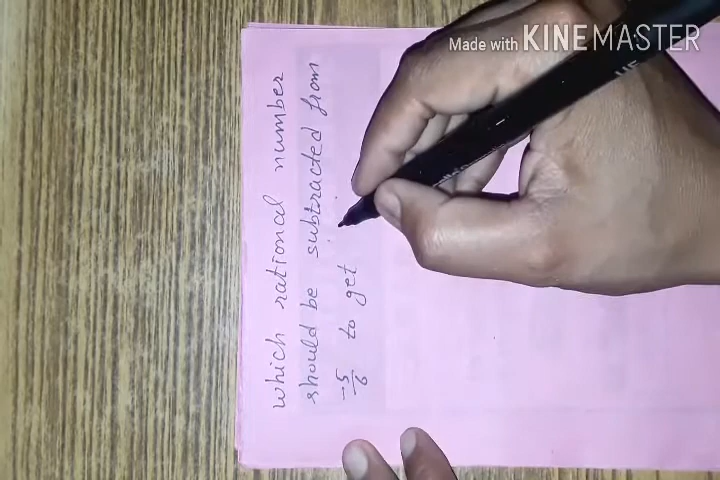 Made with KINEMASTER
which rational number
should be subtracted from
-5/6 to get